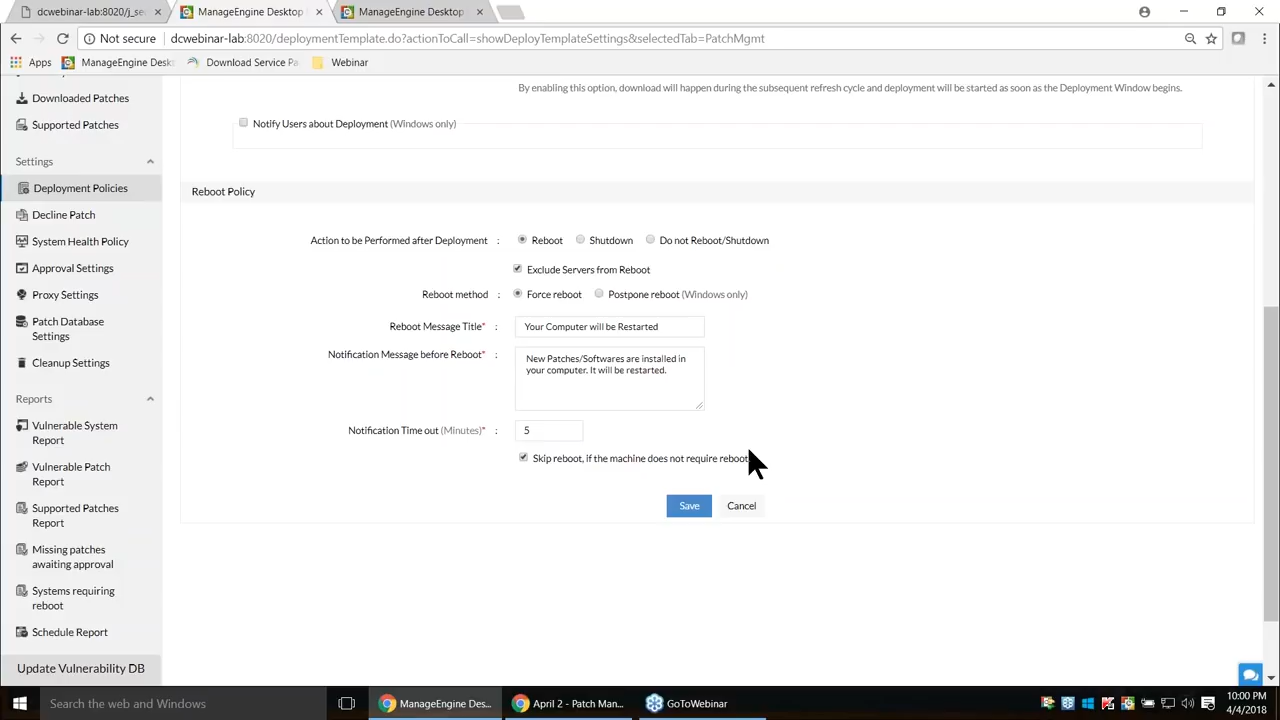 dcwebinar-lab:8020/j_se
ManageEngine Desktop
ManageEngine Desktop
Not secure
dcwebinar-lab:8020/deploymentTemplate.do?actionToCall=showDeployTemplateSettings&selectedTab=PatchMgmt
Apps
ManageEngine Desk
Download Service Pa
Webinar
By enabling this option, download will happen during the subsequent refresh cycle and deployment will be started as soon as the Deployment Window begins.
Downloaded Patches
Supported Patches
Notify Users about Deployment (Windows only)
Settings
Deployment Policies
Decline Patch
System Health Policy
Approval Settings
Proxy Settings
Patch Database
Settings
Cleanup Settings
Reports
Vulnerable System
Report
Vulnerable Patch
Report
Supported Patches
Report
Missing patches
awaiting approval
Systems requiring
reboot
Schedule Report
Update Vulnerability DB
Reboot Policy
Action to be Performed after Deployment : Reboot Shutdown Do not Reboot/Shutdown
Exclude Servers from Reboot
Reboot method : Force reboot Postpone reboot (Windows only)
Reboot Message Title* : Your Computer will be Restarted
Notification Message before Reboot* : New Patches/Softwares are installed in
your computer. It will be restarted.
Notification Time out (Minutes)* : 5
Skip reboot, if the machine does not require reboot
Save Cancel
Search the web and Windows
ManageEngine Des...
April 2 - Patch Man...
GoToWebinar
10:00 PM
4/4/2018